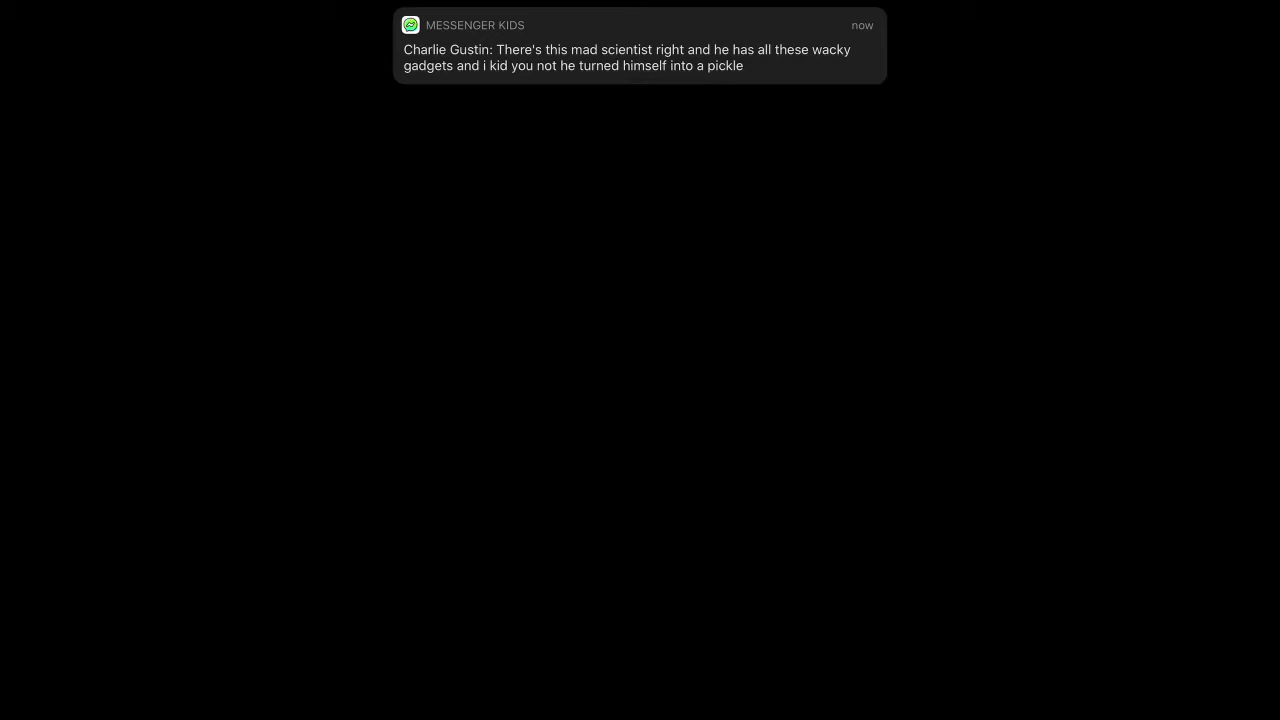 MESSENGER KIDS now
Charlie Gustin: There's this mad scientist right and he has all these wacky
gadgets and i kid you not he turned himself into a pickle